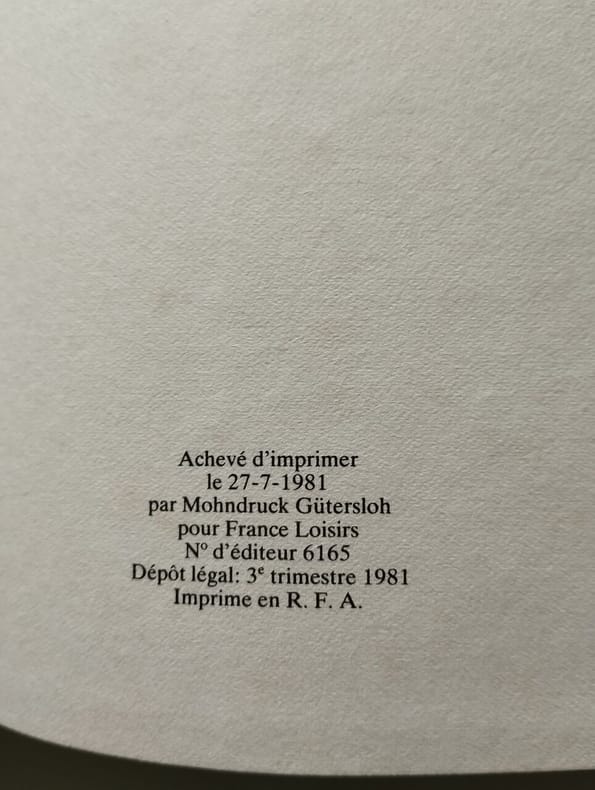 Achevé d'imprimer
le 27-7-1981
par Mohndruck Gütersloh
pour France Loisirs
Nº d'éditeur 6165
Dépôt légal: 3e trimestre 1981
Imprime en R. F. A.